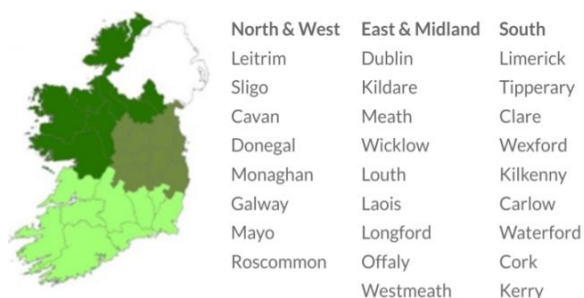 North & West East & Midland South
Leitrim Dublin Limerick
Sligo Kildare Tipperary
Cavan Meath Clare
Donegal Wicklow Wexford
Monaghan Louth Kilkenny
Galway Laois Carlow
Mayo Longford Waterford
Roscommon Offaly Cork
Westmeath Kerry